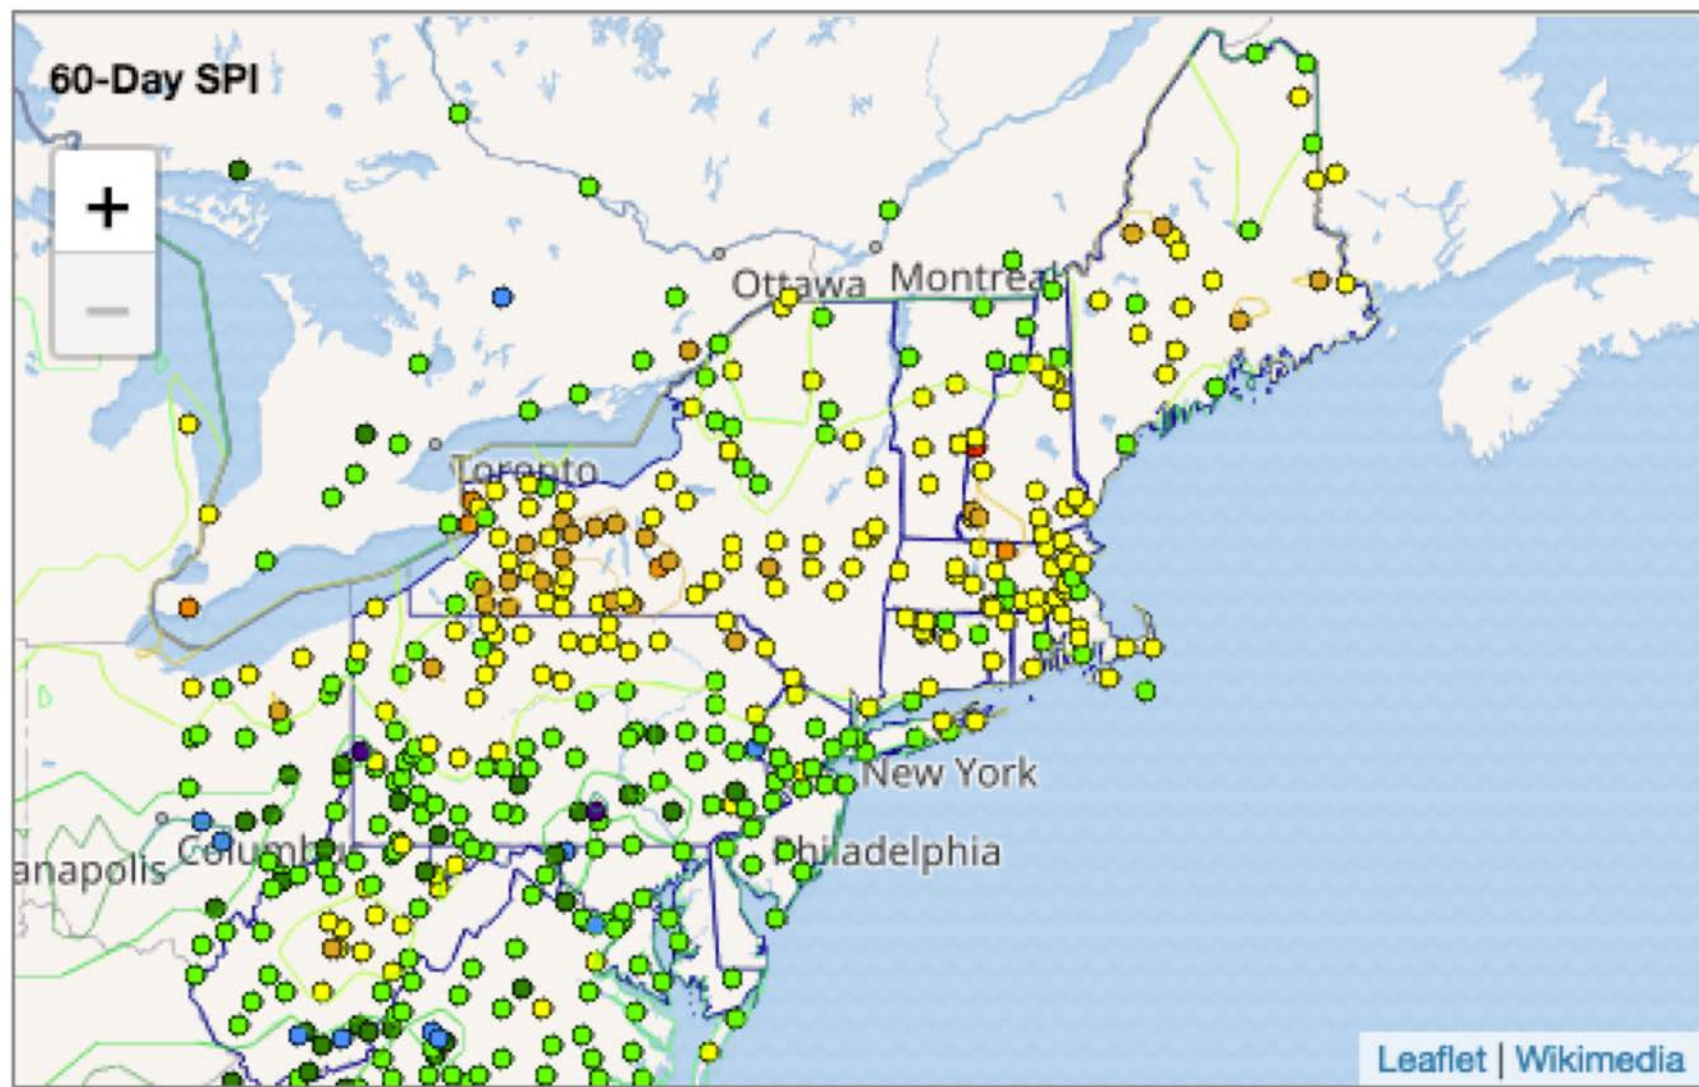 60-Day SPI
+
−
Ottawa
Montreal
Toronto
New York
Columbus
Philadelphia
anapolis
Leaflet | Wikimedia